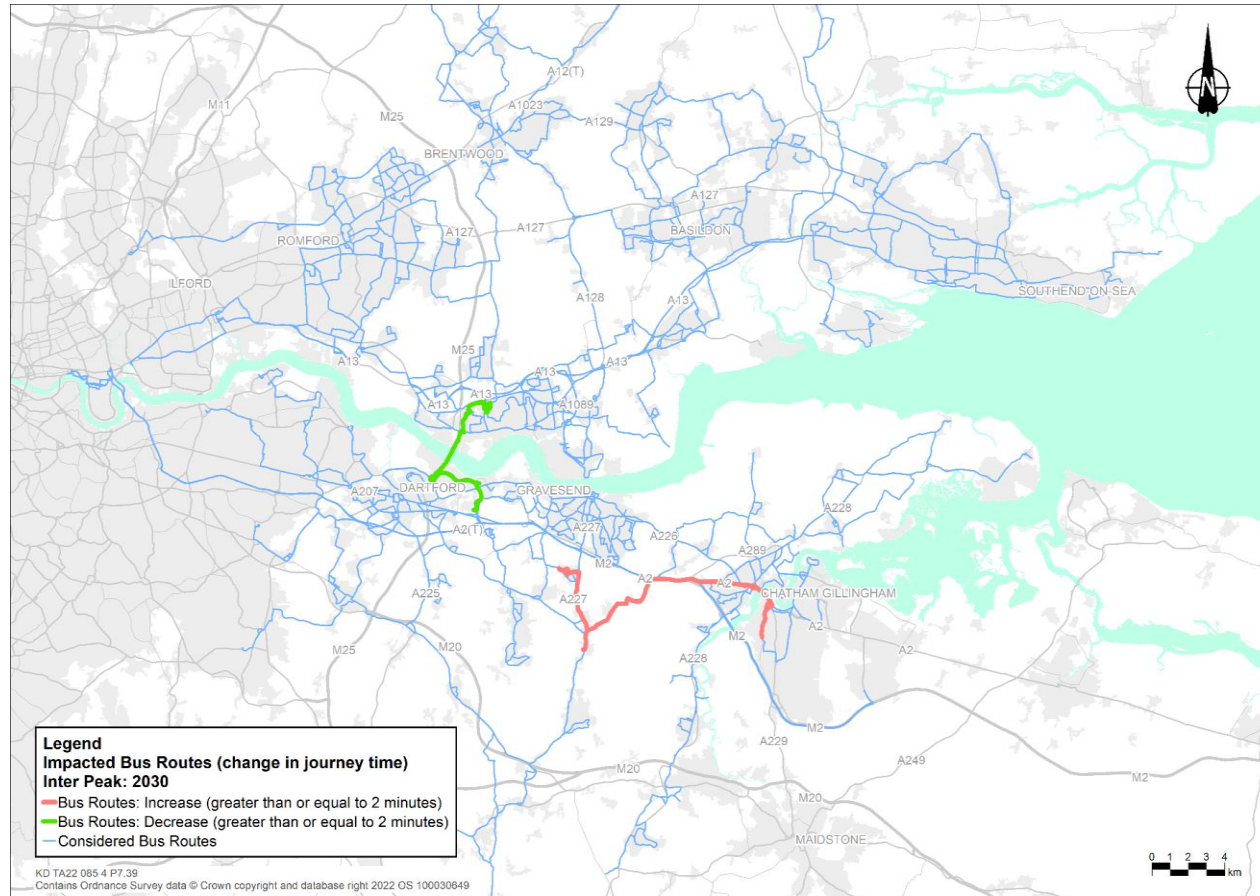 A12(T)
M11
A1023
M25
A129
BRENTWOOD
N
A127
A127
A127
BASILDON
ROMFORD
ILFORD
A128
A13
SOUTHEND ON SEA
M25
A13
A13
A13
A13
A13
A1089
DARTFORD
GRAVESEND
A207
A227
A228
A2(T)
A226
A289
M2
A2
A2
A225
A227
CHATHAM GILLINGHAM
A2
M2
A2
M25
M20
A228
M2
A229
A249
M20
M2
M20
MAIDSTONE
Legend
Impacted Bus Routes (change in journey time)
Inter Peak: 2030
Bus Routes: Increase (greater than or equal to 2 minutes)
Bus Routes: Decrease (greater than or equal to 2 minutes)
Considered Bus Routes
0 1 2 3 4
km
KD TA22 085 4 P7.39
Contains Ordnance Survey data © Crown copyright and database right 2022 OS 100030649